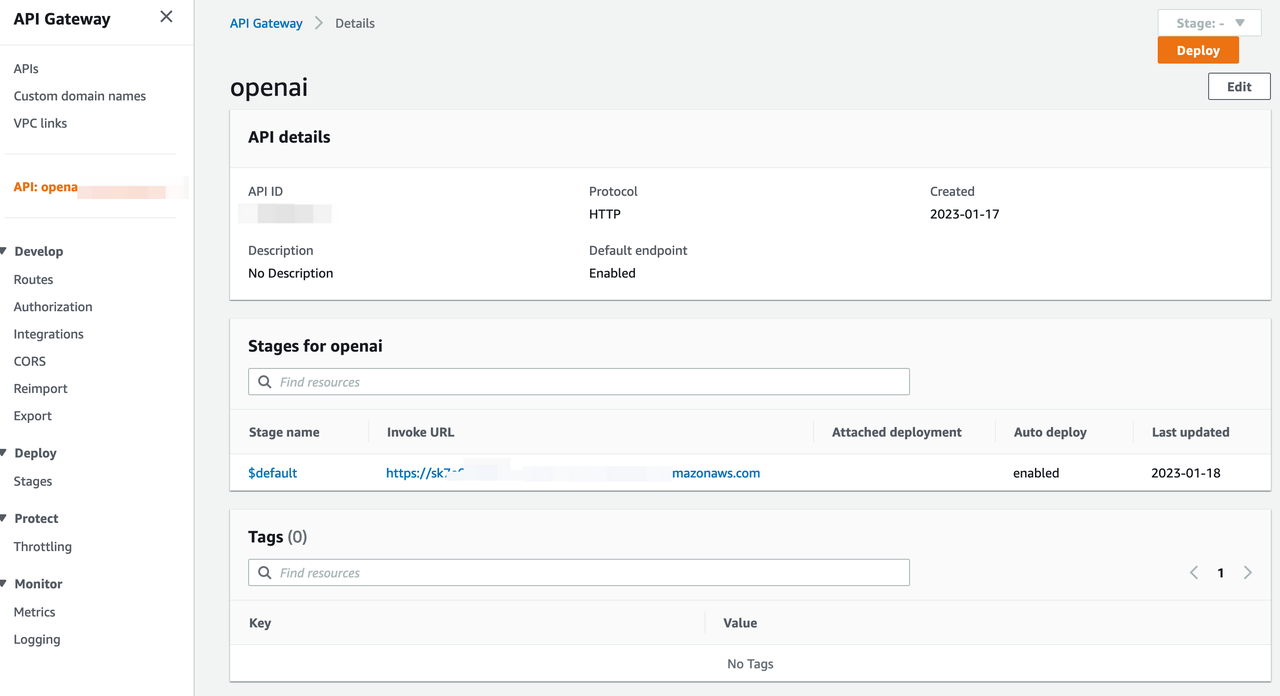 API Gateway
APIs
Custom domain names
VPC links
API: opena
Develop
Routes
Authorization
Integrations
CORS
Reimport
Export
Deploy
Stages
Protect
Throttling
Monitor
Metrics
Logging
API Gateway > Details
Stage: -
Deploy
openai
Edit
API details
API ID
Protocol
HTTP
Created
2023-01-17
Description
No Description
Default endpoint
Enabled
Stages for openai
Find resources
Stage name Invoke URL Attached deployment Auto deploy Last updated
$default https://sk mazonaws.com enabled 2023-01-18
Tags (0)
Find resources
1
Key Value
No Tags